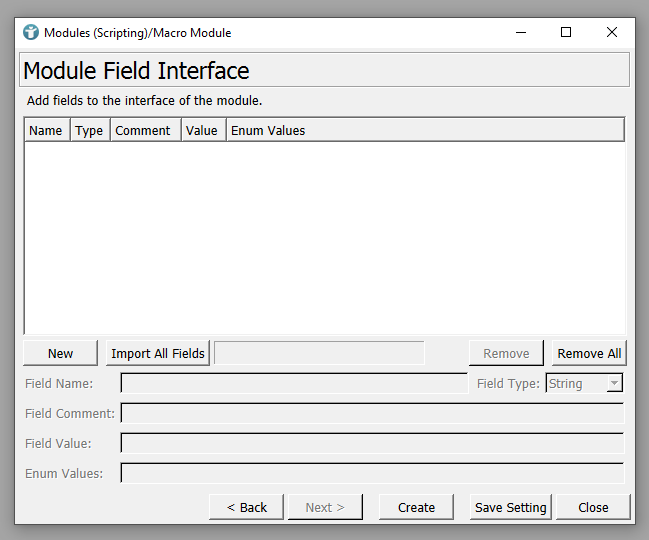 Modules (Scripting)/Macro Module
Module Field Interface
Add fields to the interface of the module.
Name Type Comment Value Enum Values
New Import All Fields Remove Remove All
Field Name: Field Type: String
Field Comment:
Field Value:
Enum Values:
< Back Next > Create Save Setting Close